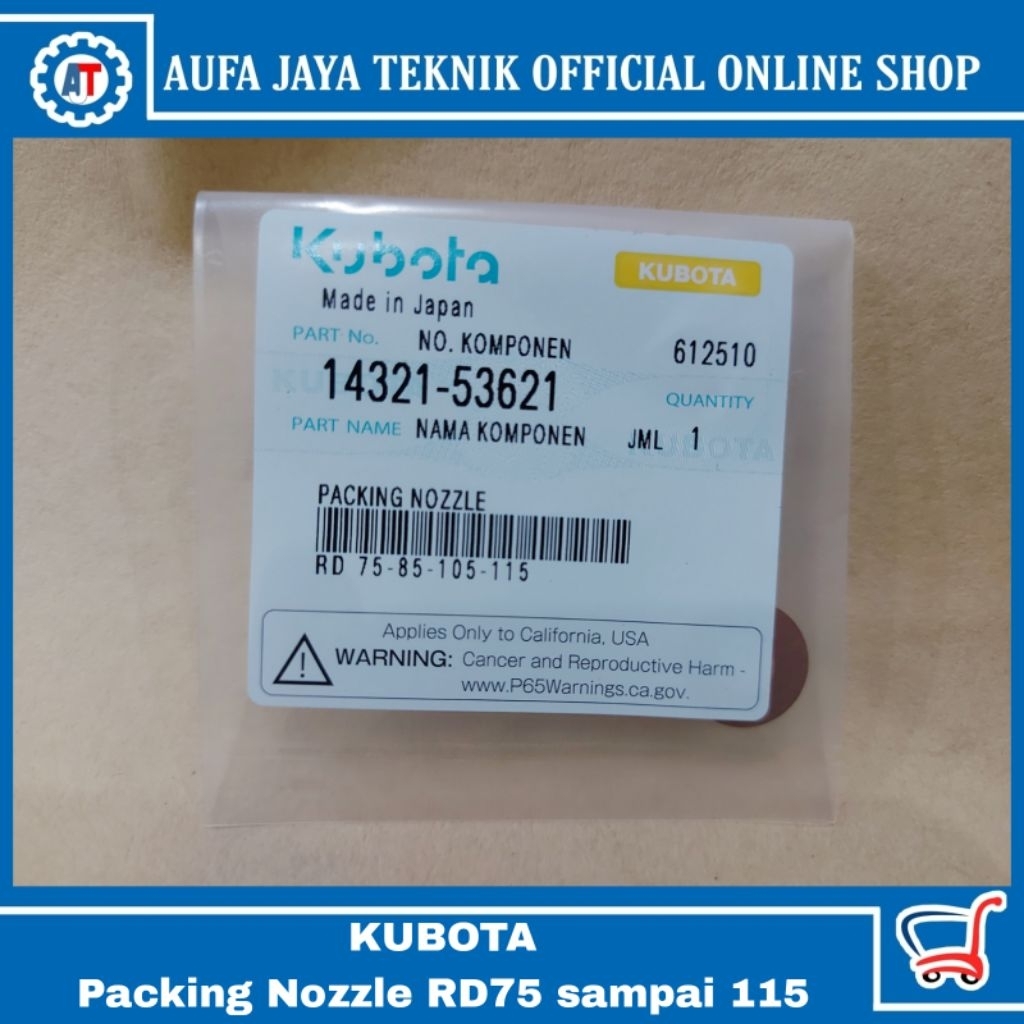 AJT
AUFA JAYA TEKNIK OFFICIAL ONLINE SHOP
Kubota
KUBOTA
Made in Japan
PART No. NO. KOMPONEN 612510
14321-53621
QUANTITY
PART NAME NAMA KOMPONEN JML 1
KUBOTA
PACKING NOZZLE
RD 75-85-105-115
Applies Only to California, USA
WARNING: Cancer and Reproductive Harm -
www.P65Warnings.ca.gov.
KUBOTA
Packing Nozzle RD75 sampai 115